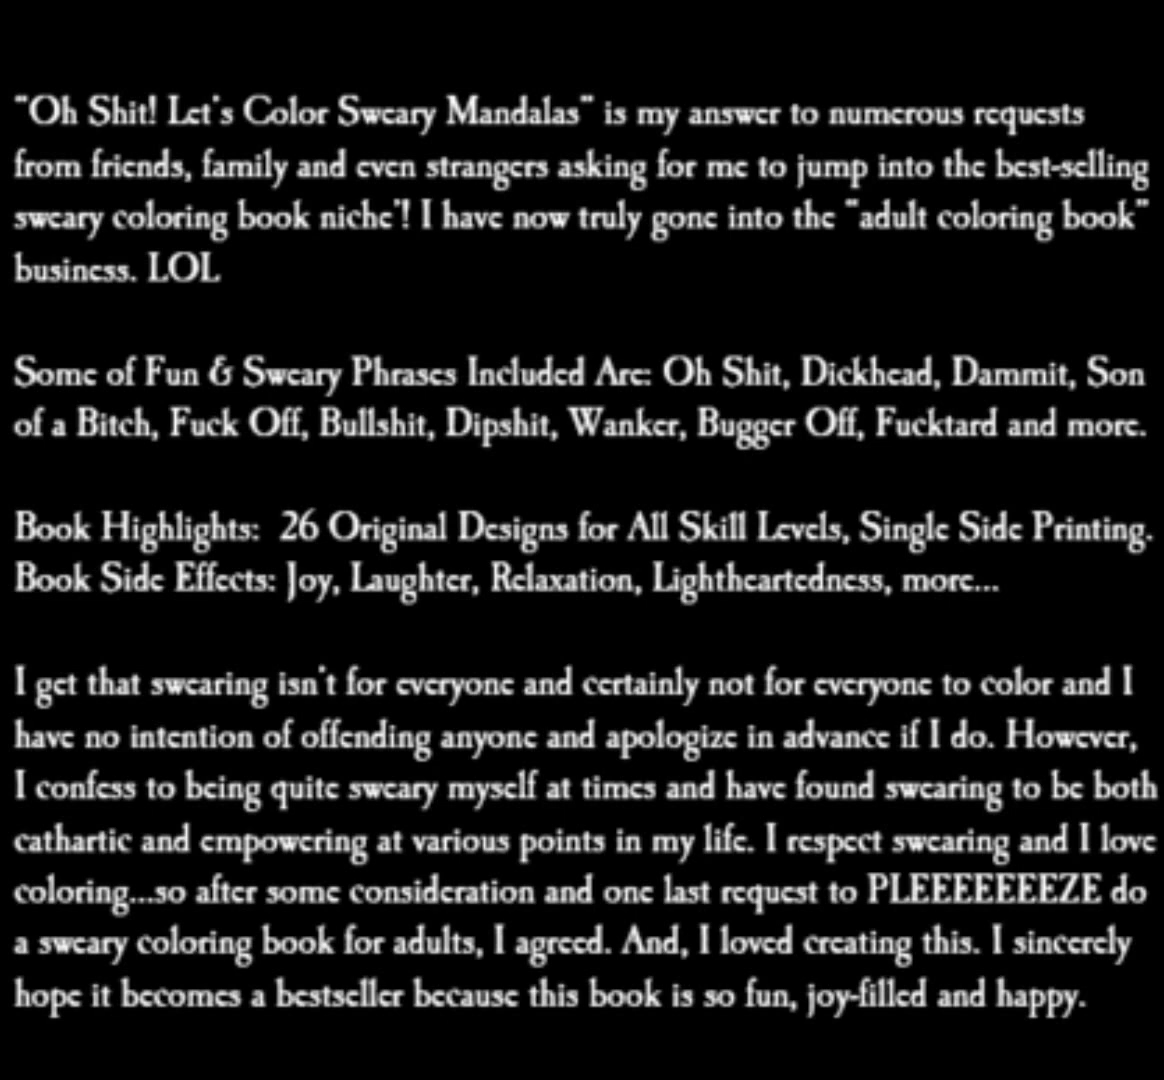 "Oh Shit! Let's Color Sweary Mandalas" is my answer to numerous requests
from friends, family and even strangers asking for me to jump into the best-selling
sweary coloring book niche'! I have now truly gone into the "adult coloring book"
business. LOL
Some of Fun & Sweary Phrases Included Are: Oh Shit, Dickhead, Dammit, Son
of a Bitch, Fuck Off, Bullshit, Dipshit, Wanker, Bugger Off, Fucktard and more.
Book Highlights:  26 Original Designs for All Skill Levels, Single Side Printing.
Book Side Effects: Joy, Laughter, Relaxation, Lightheartedness, more...
I get that swearing isn't for everyone and certainly not for everyone to color and I
have no intention of offending anyone and apologize in advance if I do. However,
I confess to being quite sweary myself at times and have found swearing to be both
cathartic and empowering at various points in my life. I respect swearing and I love
coloring...so after some consideration and one last request to PLEEEEEEEZE do
a sweary coloring book for adults, I agreed. And, I loved creating this. I sincerely
hope it becomes a bestseller because this book is so fun, joy-filled and happy.